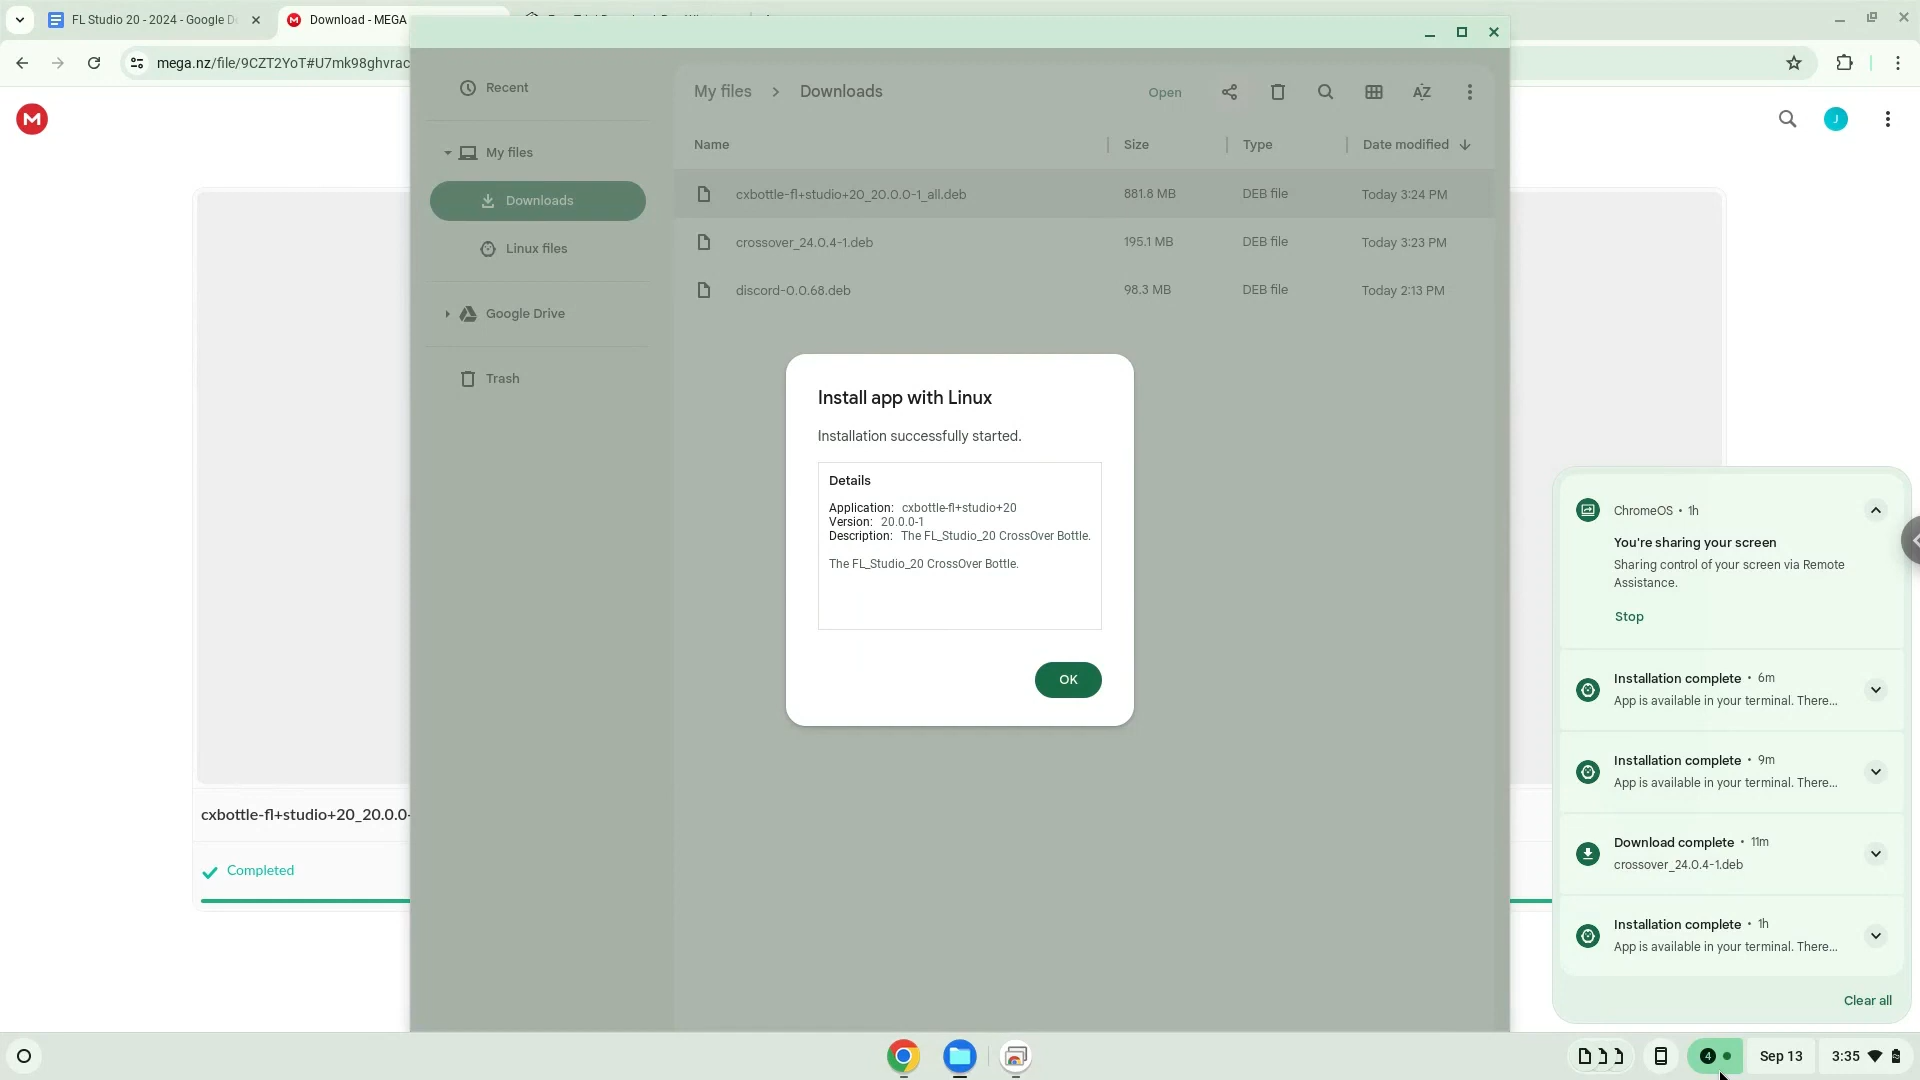 FL Studio 20 - 2024 - Google D
Download - MEGA
mega.nz/file/9CZT2YoT#U7mk98ghvrac
M
J
Recent
My files
Downloads
Linux files
Google Drive
Trash
My files > Downloads
Open
AZ
Name
Size
Type
Date modified
cxbottle-fl+studio+20_20.0.0-1_all.deb
881.8 MB
DEB file
Today 3:24 PM
crossover_24.0.4-1.deb
195.1 MB
DEB file
Today 3:23 PM
discord-0.0.68.deb
98.3 MB
DEB file
Today 2:13 PM
Install app with Linux
Installation successfully started.
Details
Application: cxbottle-fl+studio+20
Version: 20.0.0-1
Description: The FL_Studio_20 CrossOver Bottle.
The FL_Studio_20 CrossOver Bottle.
OK
cxbottle-fl+studio+20_20.0.0-
Completed
ChromeOS • 1h
You're sharing your screen
Sharing control of your screen via Remote
Assistance.
Stop
Installation complete • 6m
App is available in your terminal. There...
Installation complete • 9m
App is available in your terminal. There...
Download complete • 11m
crossover_24.0.4-1.deb
Installation complete • 1h
App is available in your terminal. There...
Clear all
4
Sep 13
3:35